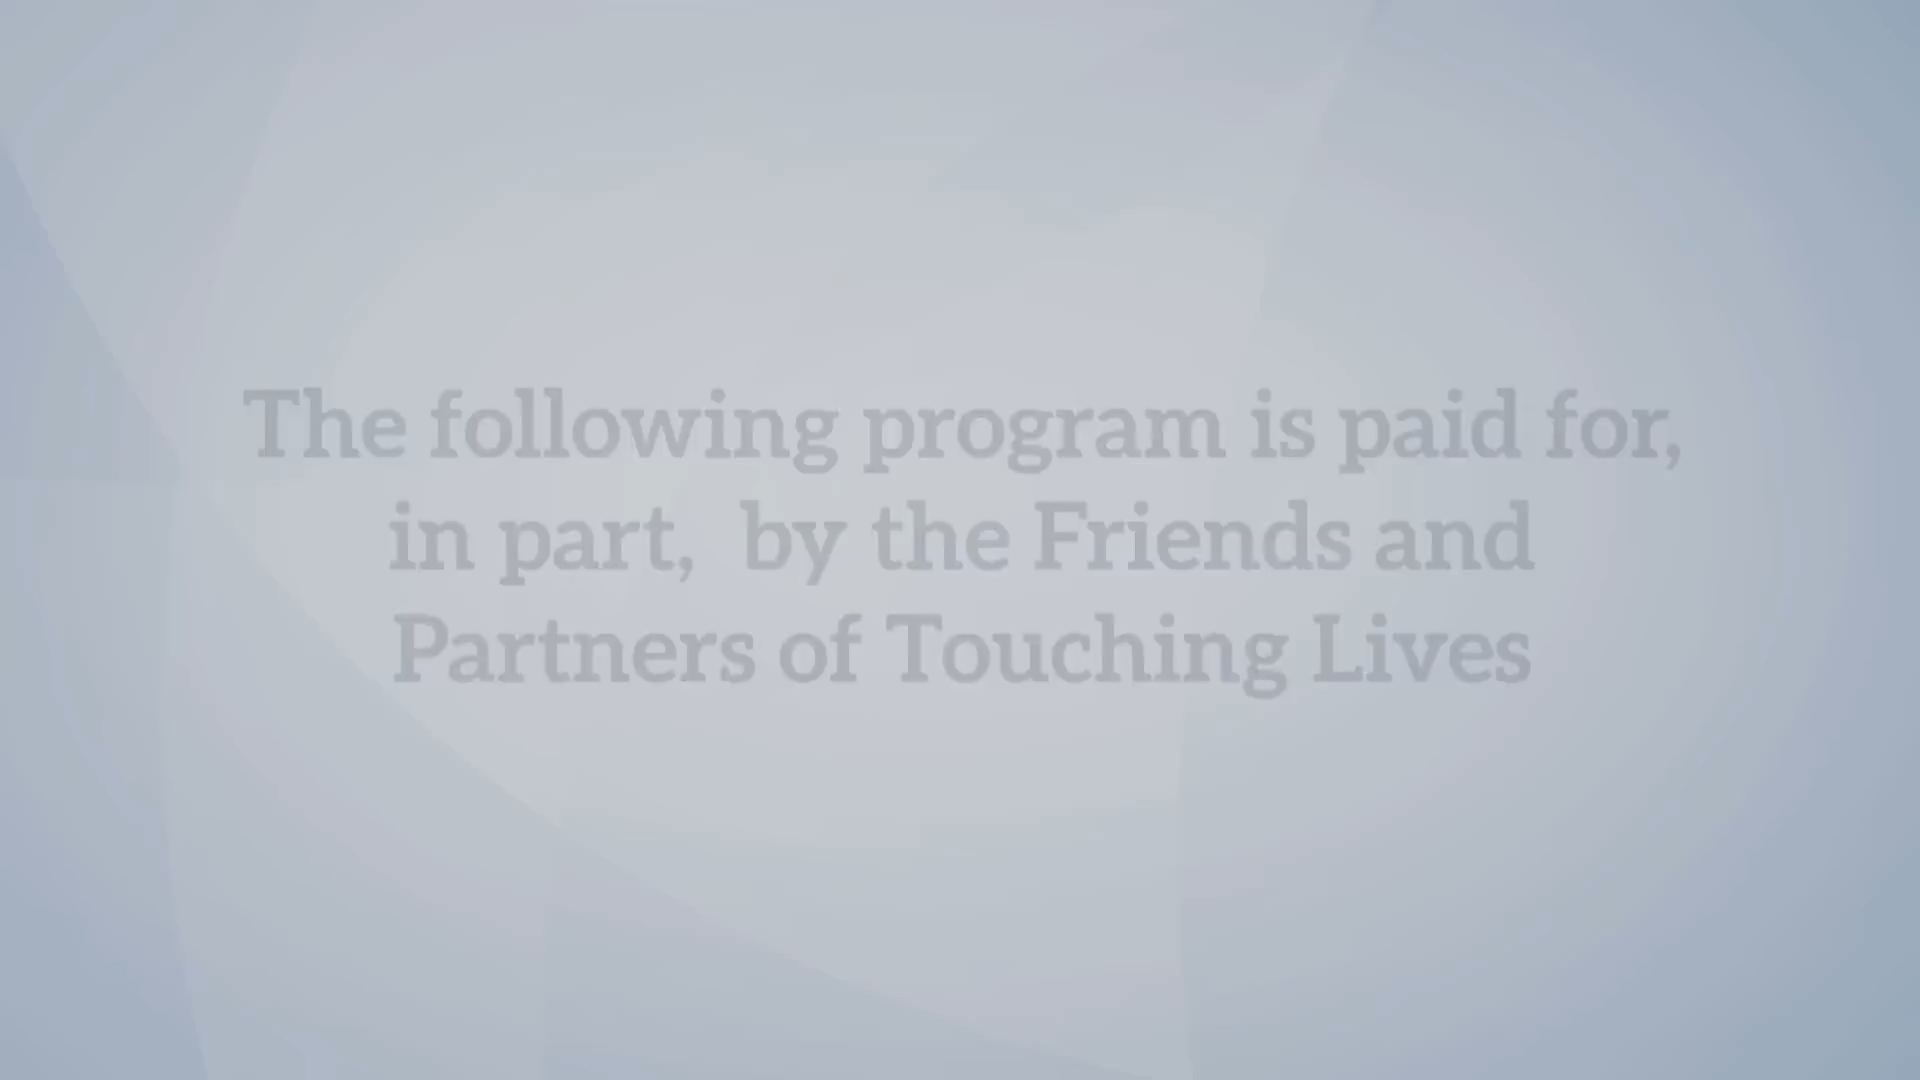 The following program is paid for,
in part,  by the Friends and
Partners of Touching Lives